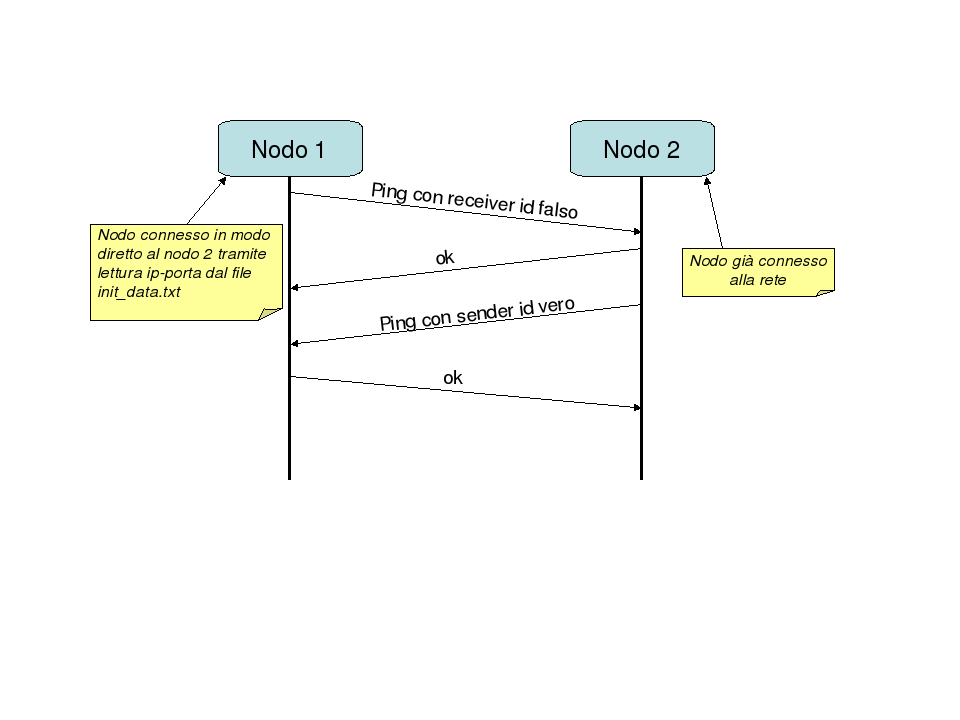 Nodo 1
Nodo 2
Ping con receiver id falso
Nodo connesso in modo
diretto al nodo 2 tramite
lettura ip-porta dal file
init_data.txt
ok
Nodo già connesso
alla rete
Ping con sender id vero
ok